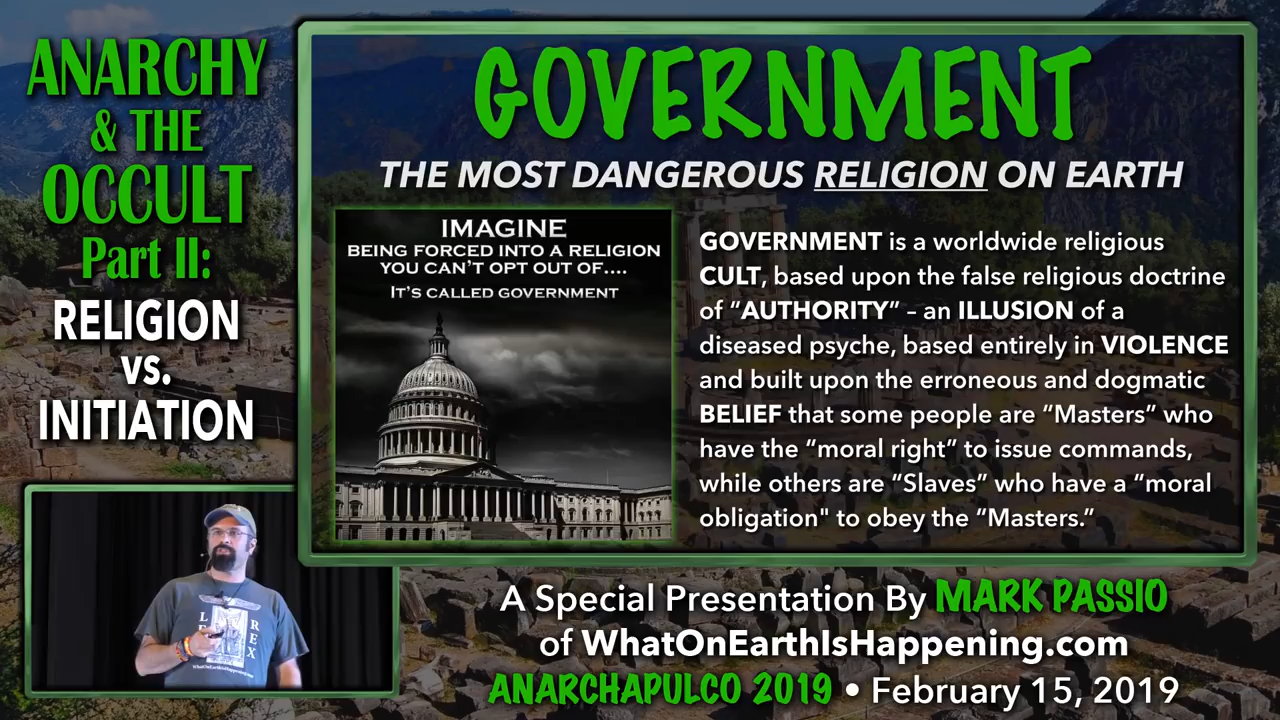 ANARCHY
& THE
OCCULT
Part II:
RELIGION
VS.
INITIATION
GOVERNMENT
THE MOST DANGEROUS RELIGION ON EARTH
IMAGINE
BEING FORCED INTO A RELIGION
YOU CAN'T OPT OUT OF....
IT'S CALLED GOVERNMENT
GOVERNMENT is a worldwide religious
CULT, based upon the false religious doctrine
of “AUTHORITY” – an ILLUSION of a
diseased psyche, based entirely in VIOLENCE
and built upon the erroneous and dogmatic
BELIEF that some people are “Masters” who
have the “moral right” to issue commands,
while others are “Slaves” who have a “moral
obligation" to obey the “Masters.”
LEX
REX
WhatOnEarthIsHappening.com
A Special Presentation By MARK PASSIO
of WhatOnEarthIsHappening.com
ANARCHAPULCO 2019 • February 15, 2019